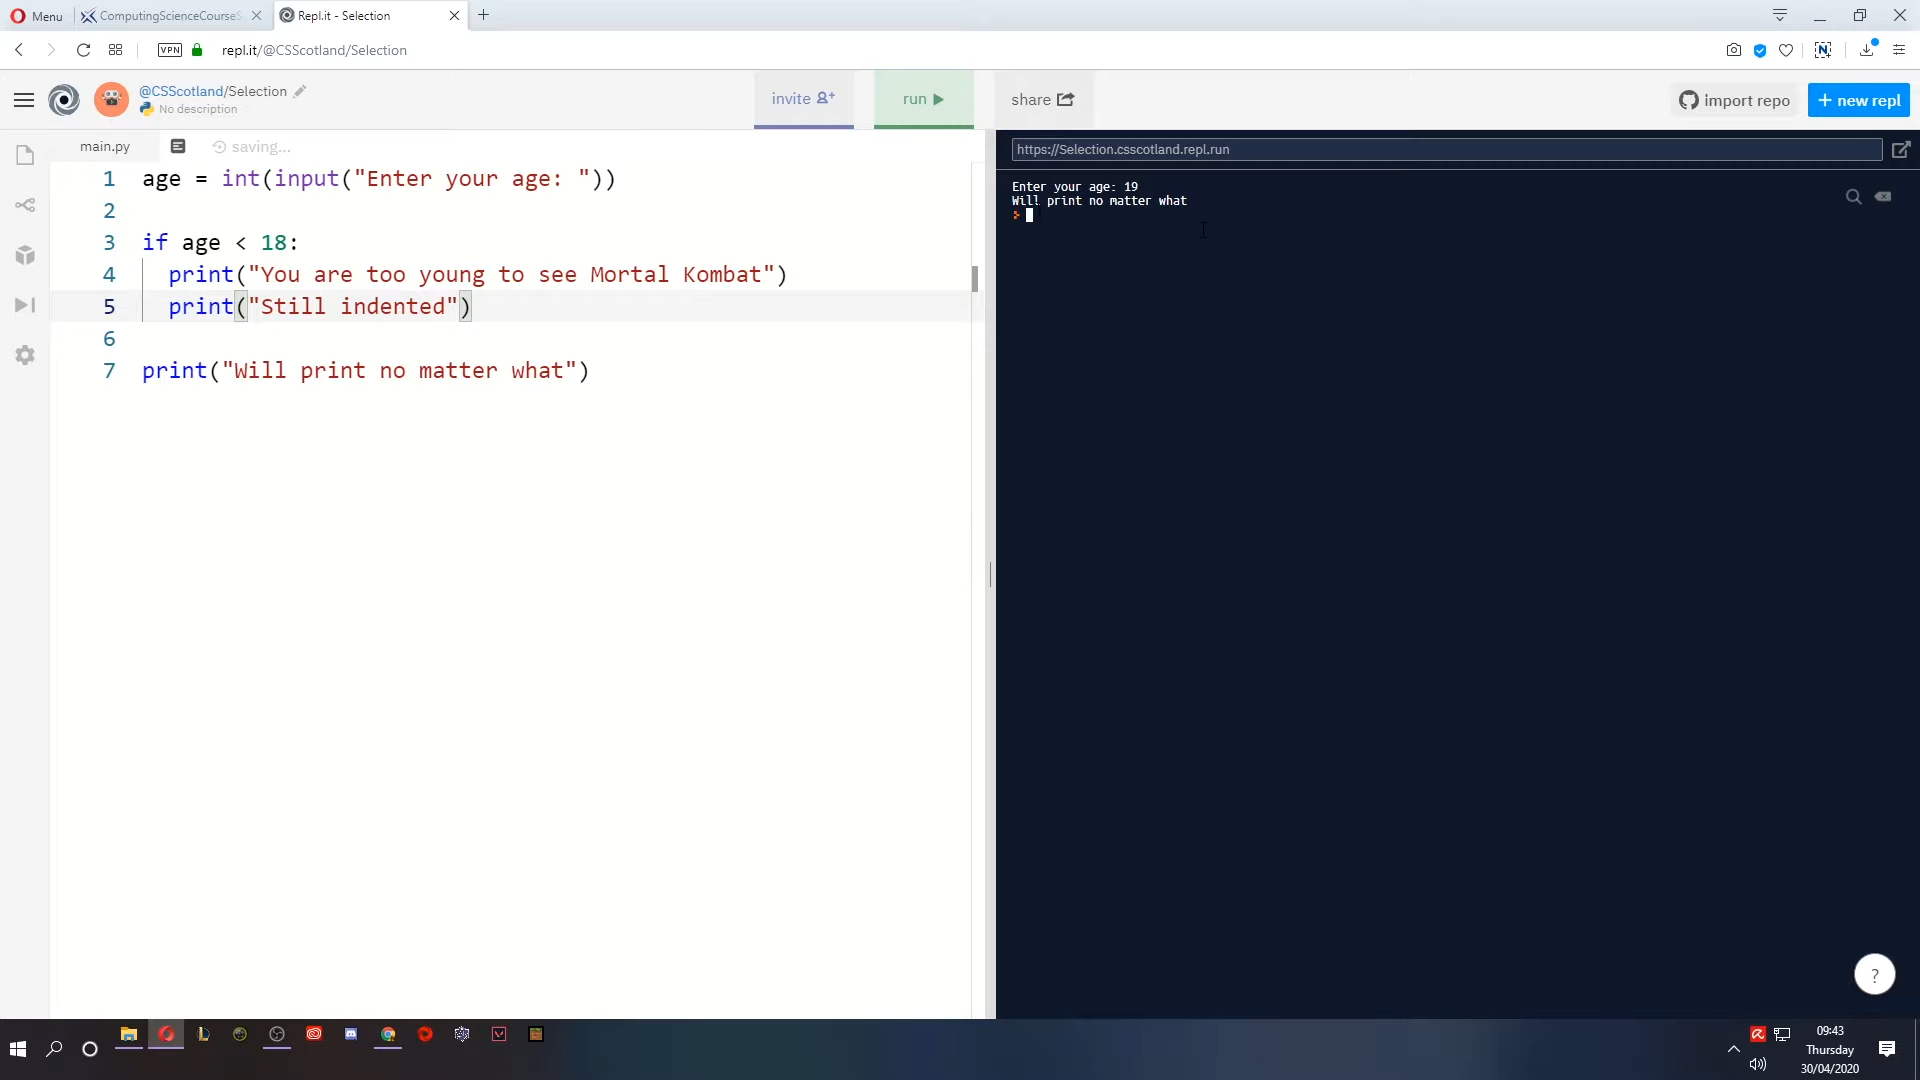 Menu
ComputingScienceCourseS
Repl.it - Selection
VPN
repl.it/@CSScotland/Selection
@CSScotland/Selection
No description
invite
run
share
import repo
+ new repl
main.py
saving...
https://Selection.csscotland.repl.run
1 age = int(input("Enter your age: "))
2
3 if age < 18:
4 print("You are too young to see Mortal Kombat")
5 print("Still indented")
6
7 print("Will print no matter what")
Enter your age: 19
Will print no matter what
?
09:43
Thursday
30/04/2020